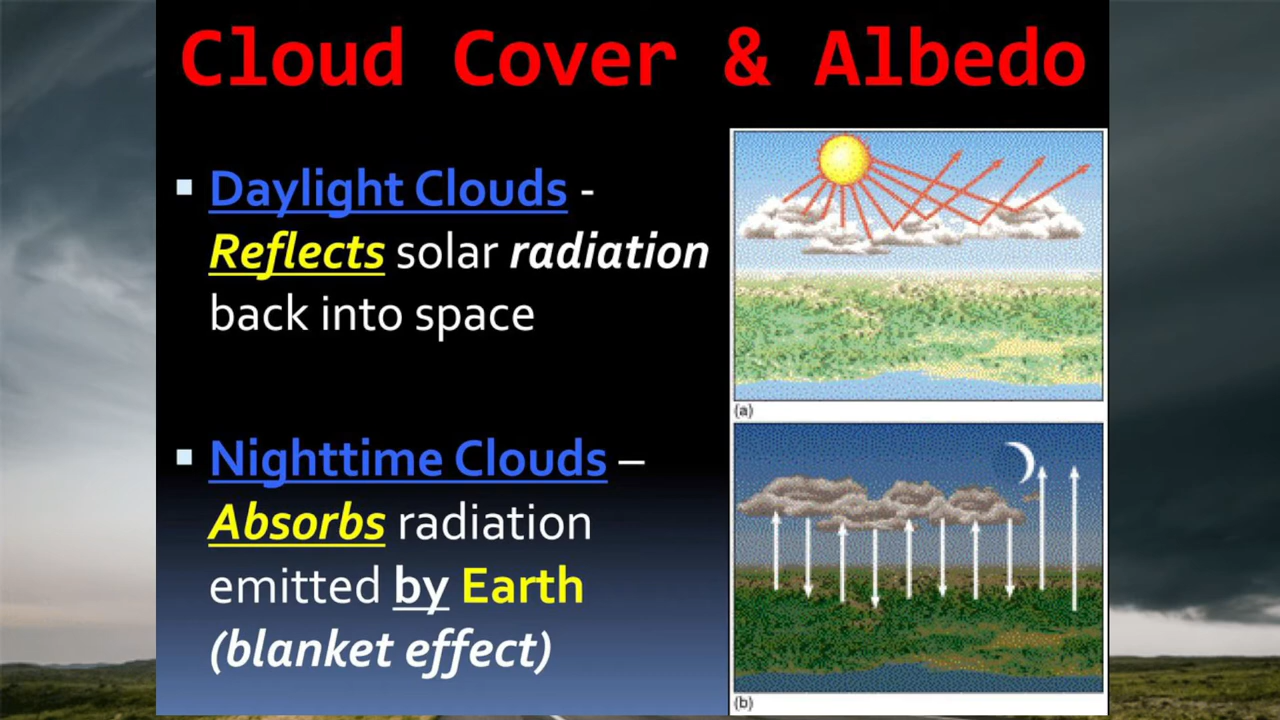 Cloud Cover & Albedo
Daylight Clouds -
Reflects solar radiation
back into space
(a)
Nighttime Clouds –
Absorbs radiation
emitted by Earth
(blanket effect)
(b)